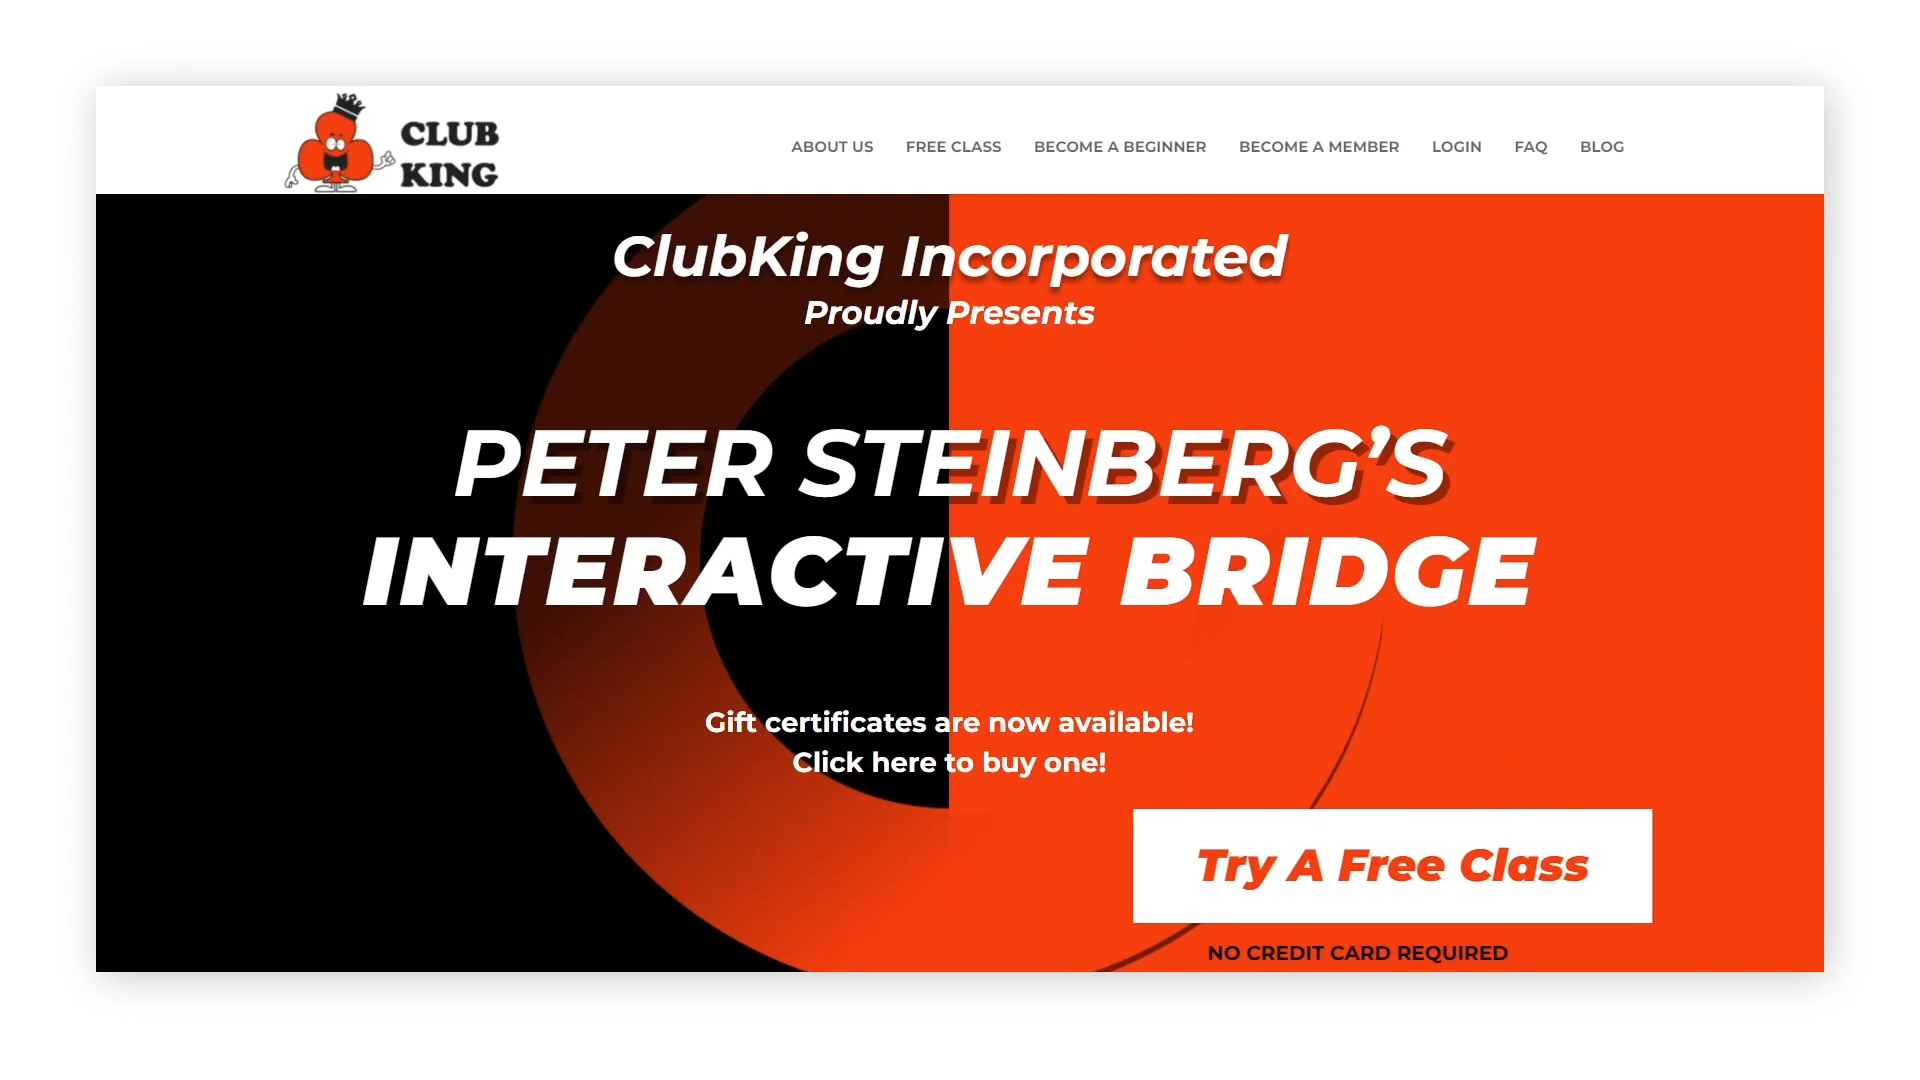 CLUB
KING
ABOUT US FREE CLASS BECOME A BEGINNER BECOME A MEMBER LOGIN FAQ BLOG
ClubKing Incorporated
Proudly Presents
PETER STEINBERG’S
INTERACTIVE BRIDGE
Gift certificates are now available!
Click here to buy one!
Try A Free Class
NO CREDIT CARD REQUIRED